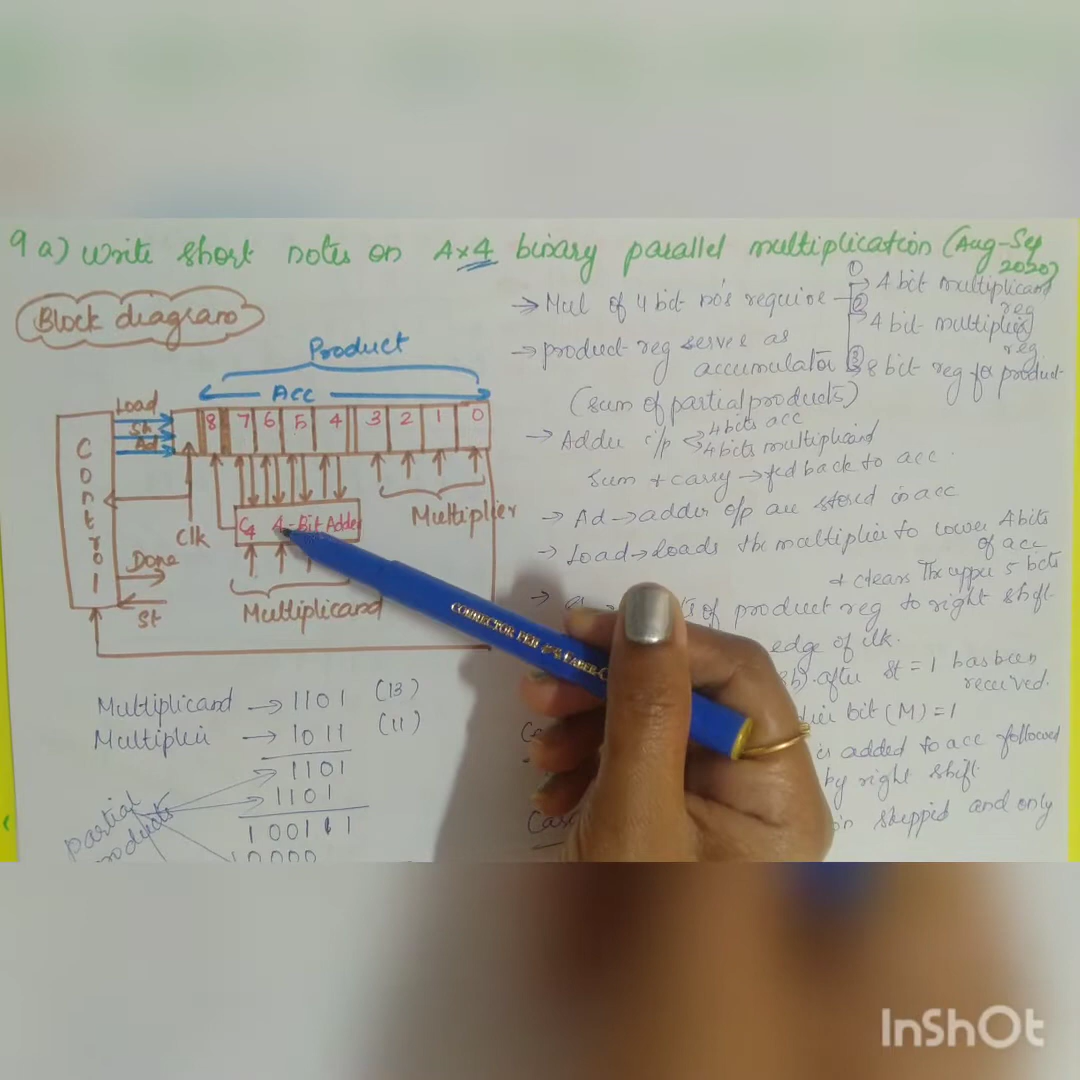 9 a) Write short notes on 4x4 binary parallel multiplication (Aug-Sep 2020)
Block diagram
Product
Acc
Load
Sh
Ad
8 7 6 5 4 3 2 1 0
Control
Clk
C4 4-Bit Adder
Multiplier
Done
St
Multiplicand
Multiplicand → 1101 (13)
Multiplier → 1011 (11)
1101
1101
100111
partial
products
→ Mul of 4 bit no's require
① 4 bit multiplicand reg
② 4 bit multiplier reg
③ 8 bit reg for product
→ product reg serve as
accumulator
(sum of partial products)
→ Adder i/p
4 bits acc
4 bits multiplicand
Sum + carry → fed back to acc.
→ Ad → adder o/p are stored in acc
→ Load → loads the multiplier to lower 4 bits
of acc
+ clears the upper 5 bits
of product reg to right shift
edge of clk.
after st = 1 has been
received.
bit (M) = 1
is added to acc followed
by right shift
skipped and only
InShOt